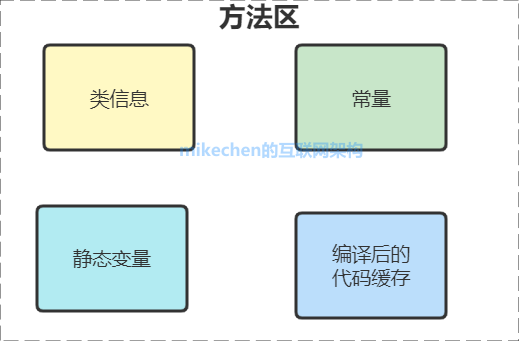 方法区
类信息
常量
mikechen的互联网架构
静态变量
编译后的
代码缓存